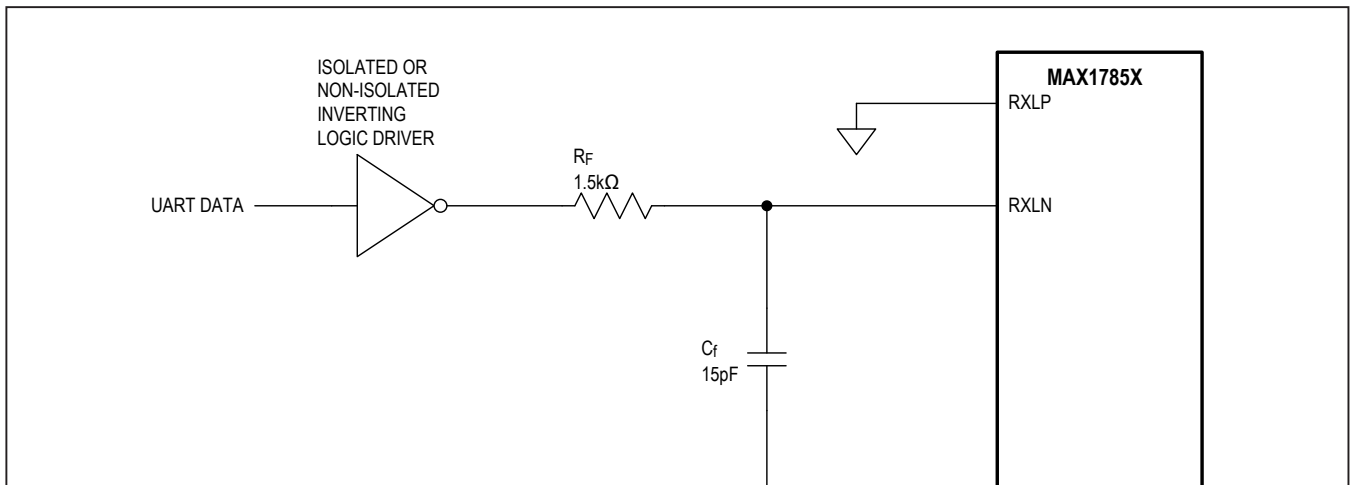 ISOLATED OR
NON-ISOLATED
INVERTING
LOGIC DRIVER
UART DATA
RF
1.5kΩ
Cf
15pF
MAX1785X
RXLP
RXLN